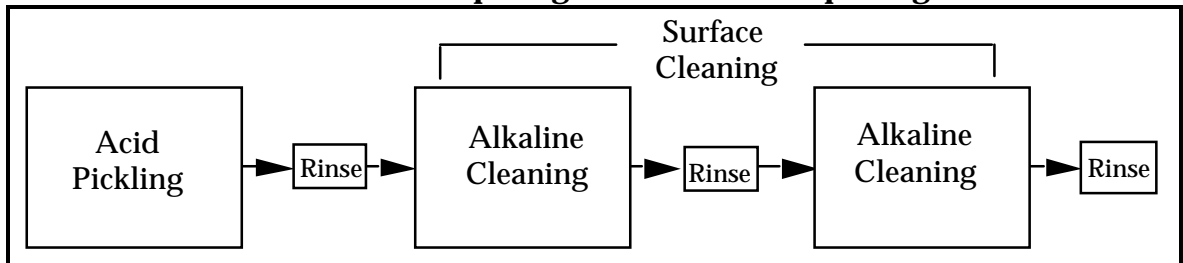 Surface
Cleaning
Acid
Pickling
Rinse
Alkaline
Cleaning
Rinse
Alkaline
Cleaning
Rinse